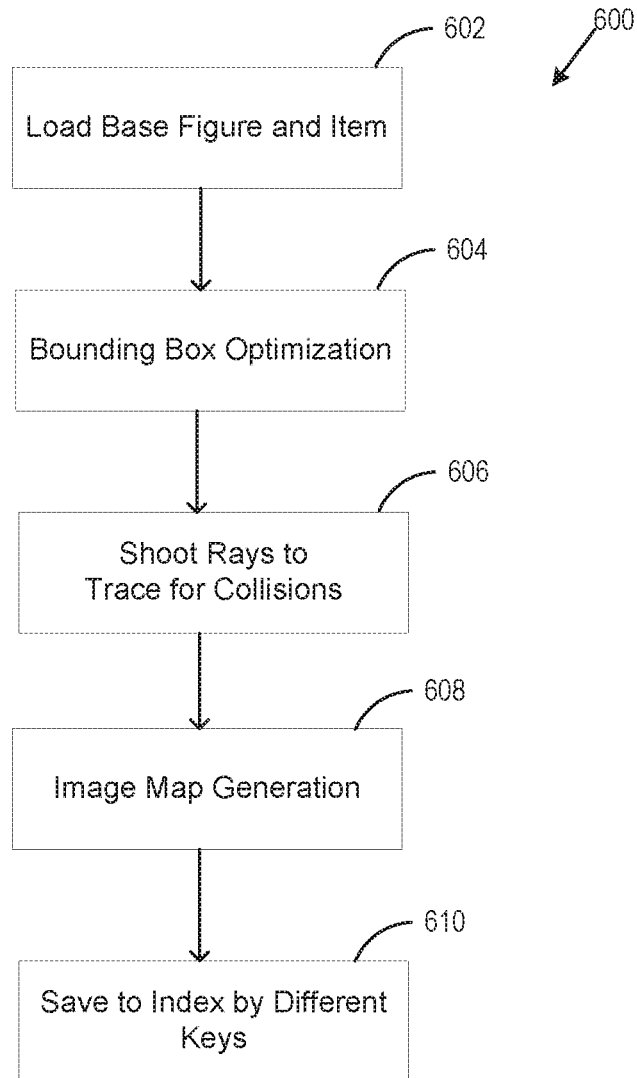 600
602
Load Base Figure and Item
604
Bounding Box Optimization
606
Shoot Rays to
Trace for Collisions
608
Image Map Generation
610
Save to Index by Different
Keys